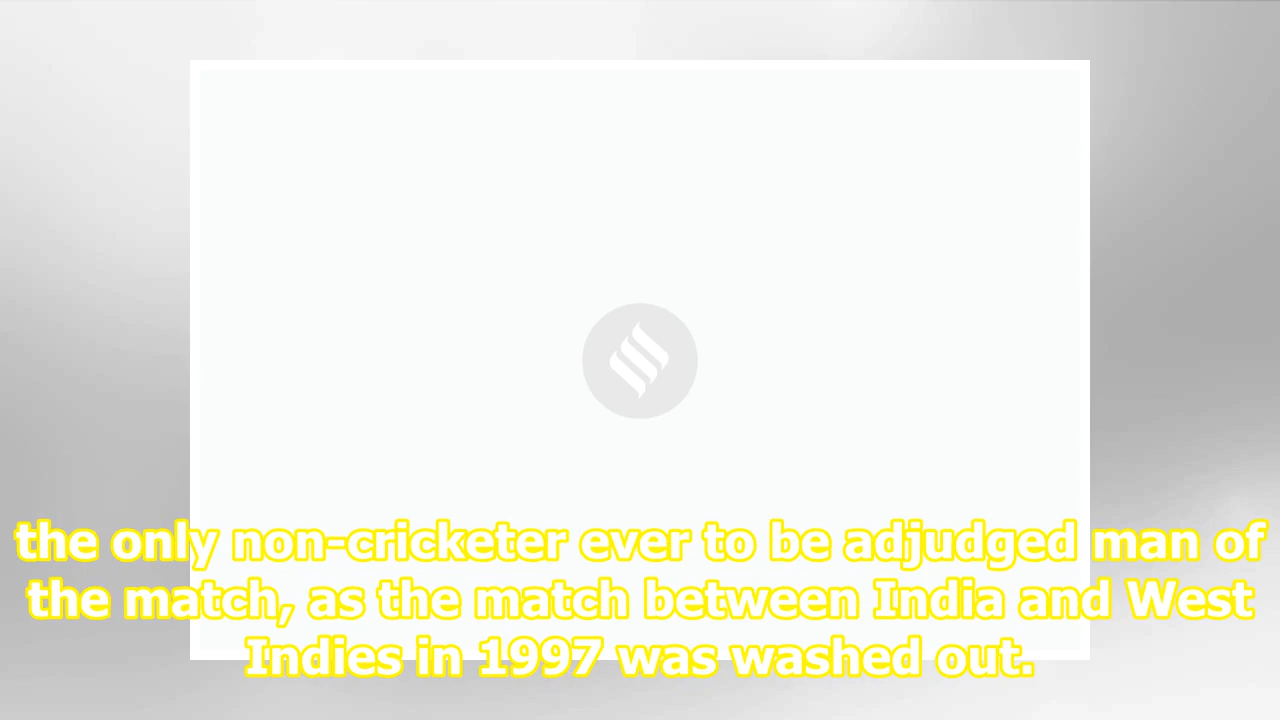 the only non-cricketer ever to be adjudged man of
the match, as the match between India and West
Indies in 1997 was washed out.